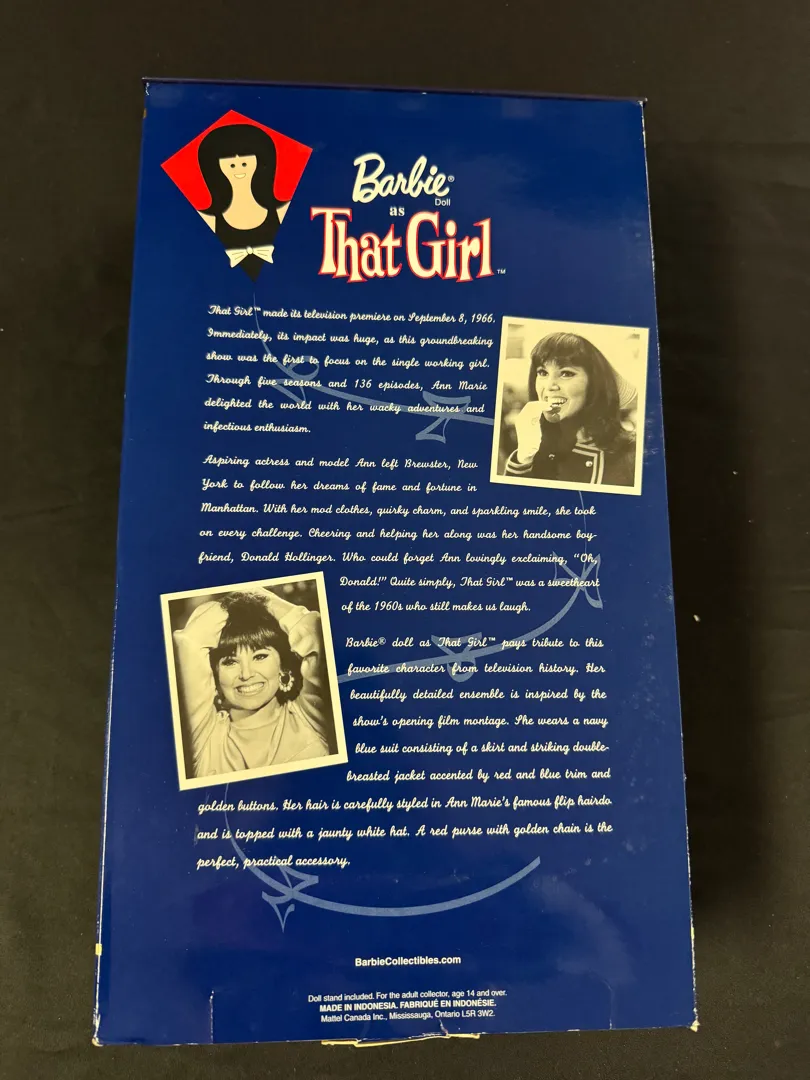 Barbie®
Doll
as
That Girl™
That Girl™ made its television premiere on September 8, 1966.
Immediately, its impact was huge, as this groundbreaking
show was the first to focus on the single working girl.
Through five seasons and 136 episodes, Ann Marie
delighted the world with her wacky adventures and
infectious enthusiasm.
Aspiring actress and model Ann left Brewster, New
York to follow her dreams of fame and fortune in
Manhattan. With her mod clothes, quirky charm, and sparkling smile, she took
on every challenge. Cheering and helping her along was her handsome boy-
friend, Donald Hollinger. Who could forget Ann lovingly exclaiming, “Oh,
Donald!” Quite simply, That Girl™ was a sweetheart
of the 1960s who still makes us laugh.
Barbie® doll as That Girl™ pays tribute to this
favorite character from television history. Her
beautifully detailed ensemble is inspired by the
show's opening film montage. She wears a navy
blue suit consisting of a skirt and striking double-
breasted jacket accented by red and blue trim and
golden buttons. Her hair is carefully styled in Ann Marie's famous flip hairdo
and is topped with a jaunty white hat. A red purse with golden chain is the
perfect, practical accessory.
BarbieCollectibles.com
Doll stand included. For the adult collector, age 14 and over.
MADE IN INDONESIA. FABRIQUÉ EN INDONÉSIE.
Mattel Canada Inc., Mississauga, Ontario L5R 3W2.